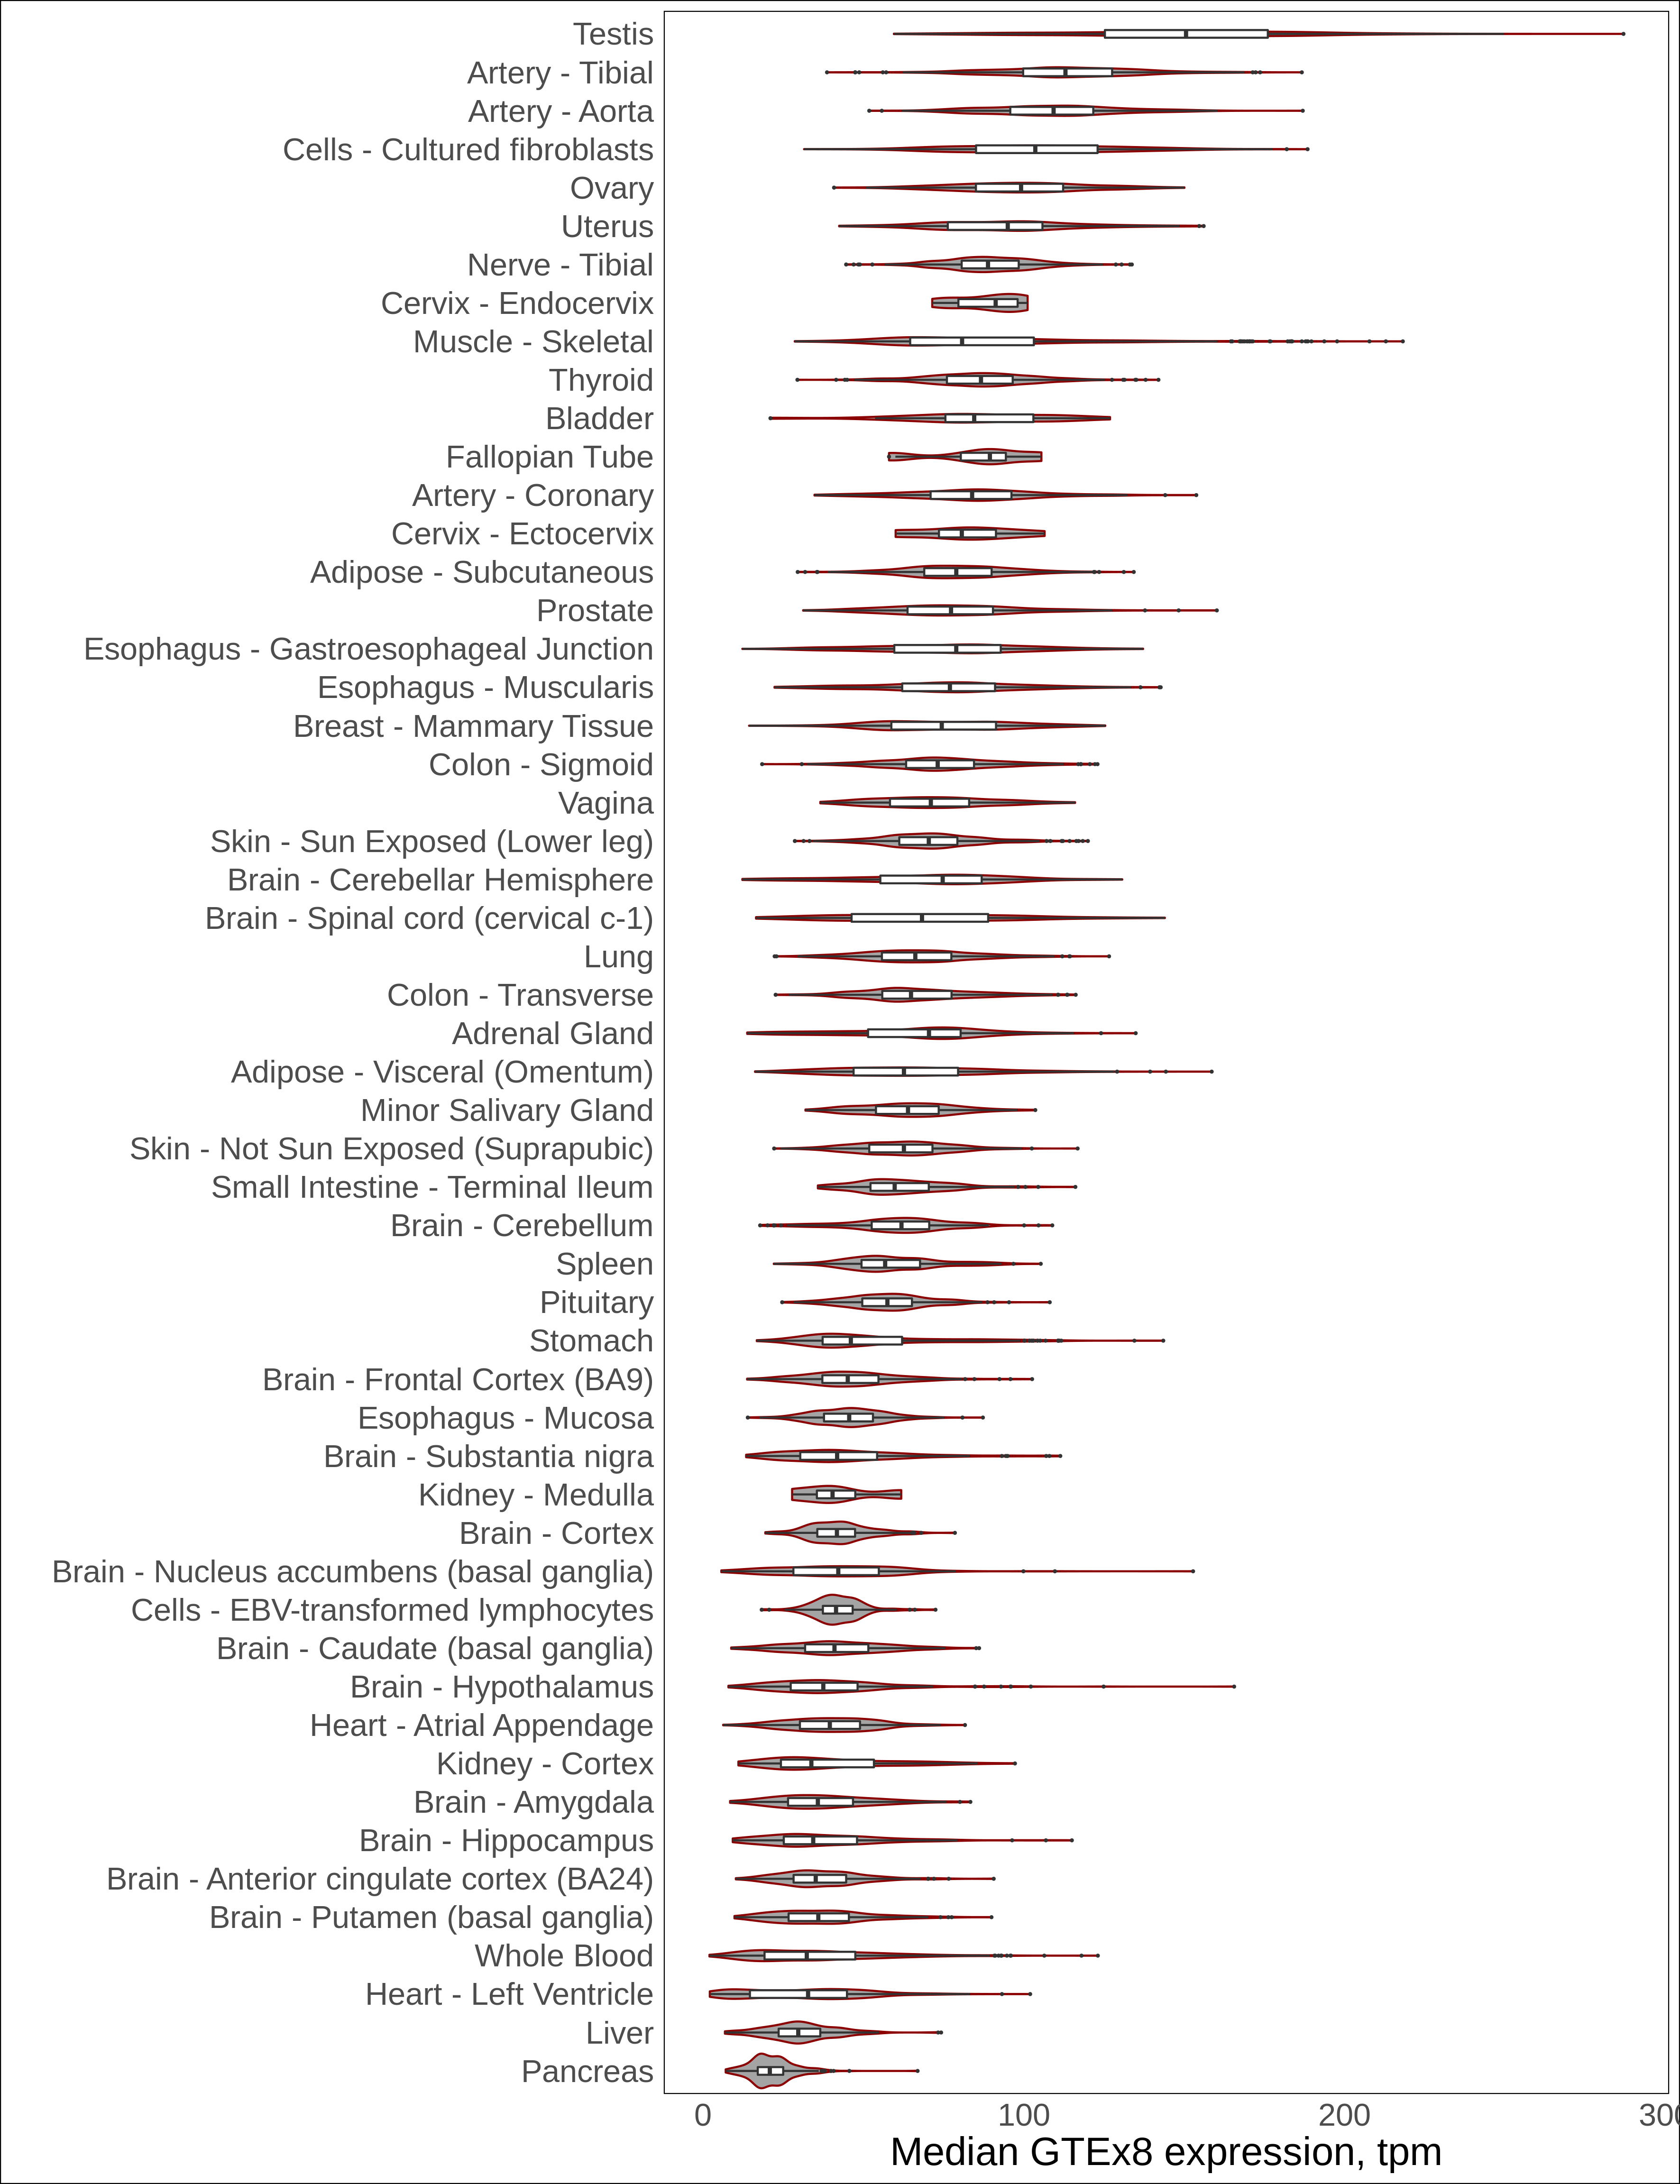 Testis
Artery - Tibial
Artery - Aorta
Cells - Cultured fibroblasts
Ovary
Uterus
Nerve - Tibial
Cervix - Endocervix
Muscle - Skeletal
Thyroid
Bladder
Fallopian Tube
Artery - Coronary
Cervix - Ectocervix
Adipose - Subcutaneous
Prostate
Esophagus - Gastroesophageal Junction
Esophagus - Muscularis
Breast - Mammary Tissue
Colon - Sigmoid
Vagina
Skin - Sun Exposed (Lower leg)
Brain - Cerebellar Hemisphere
Brain - Spinal cord (cervical c-1)
Lung
Colon - Transverse
Adrenal Gland
Adipose - Visceral (Omentum)
Minor Salivary Gland
Skin - Not Sun Exposed (Suprapubic)
Small Intestine - Terminal Ileum
Brain - Cerebellum
Spleen
Pituitary
Stomach
Brain - Frontal Cortex (BA9)
Esophagus - Mucosa
Brain - Substantia nigra
Kidney - Medulla
Brain - Cortex
Brain - Nucleus accumbens (basal ganglia)
Cells - EBV-transformed lymphocytes
Brain - Caudate (basal ganglia)
Brain - Hypothalamus
Heart - Atrial Appendage
Kidney - Cortex
Brain - Amygdala
Brain - Hippocampus
Brain - Anterior cingulate cortex (BA24)
Brain - Putamen (basal ganglia)
Whole Blood
Heart - Left Ventricle
Liver
Pancreas
0 100 200 300
Median GTEx8 expression, tpm